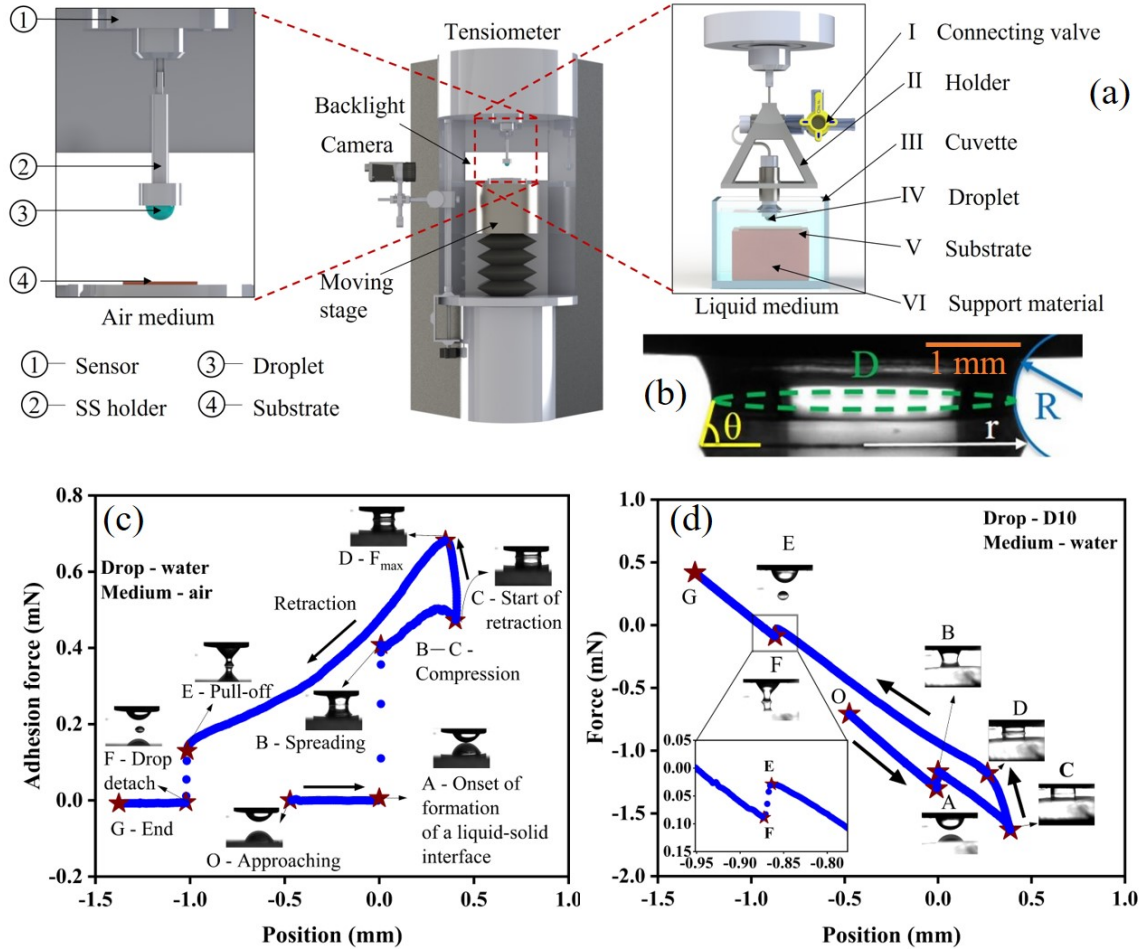 ①
②
③
④
Air medium
① Sensor
② SS holder
③ Droplet
④ Substrate
Tensiometer
Backlight
Camera
Moving
stage
I Connecting valve
II Holder
III Cuvette
IV Droplet
V Substrate
VI Support material
Liquid medium
(a)
(b)
D
1 mm
θ
r
R
(c)
Drop - water
Medium - air
Retraction
D - Fmax
C - Start of
retraction
B—C -
Compression
E - Pull-off
B - Spreading
F - Drop
detach
G - End
O - Approaching
A - Onset of
formation
of a liquid-solid
interface
Adhesion force (mN)
0.8
0.6
0.4
0.2
0.0
-0.2
-1.5
-1.0
-0.5
0.0
0.5
1.0
Position (mm)
(d)
Drop - D10
Medium - water
E
G
F
B
O
D
A
C
0.05
0.00
0.05
0.10
0.15
E
F
-0.95
-0.90
-0.85
-0.80
Force (mN)
1.0
0.5
0.0
-0.5
-1.0
-1.5
-2.0
-1.5
-1.0
-0.5
0.0
0.5
1.0
Position (mm)